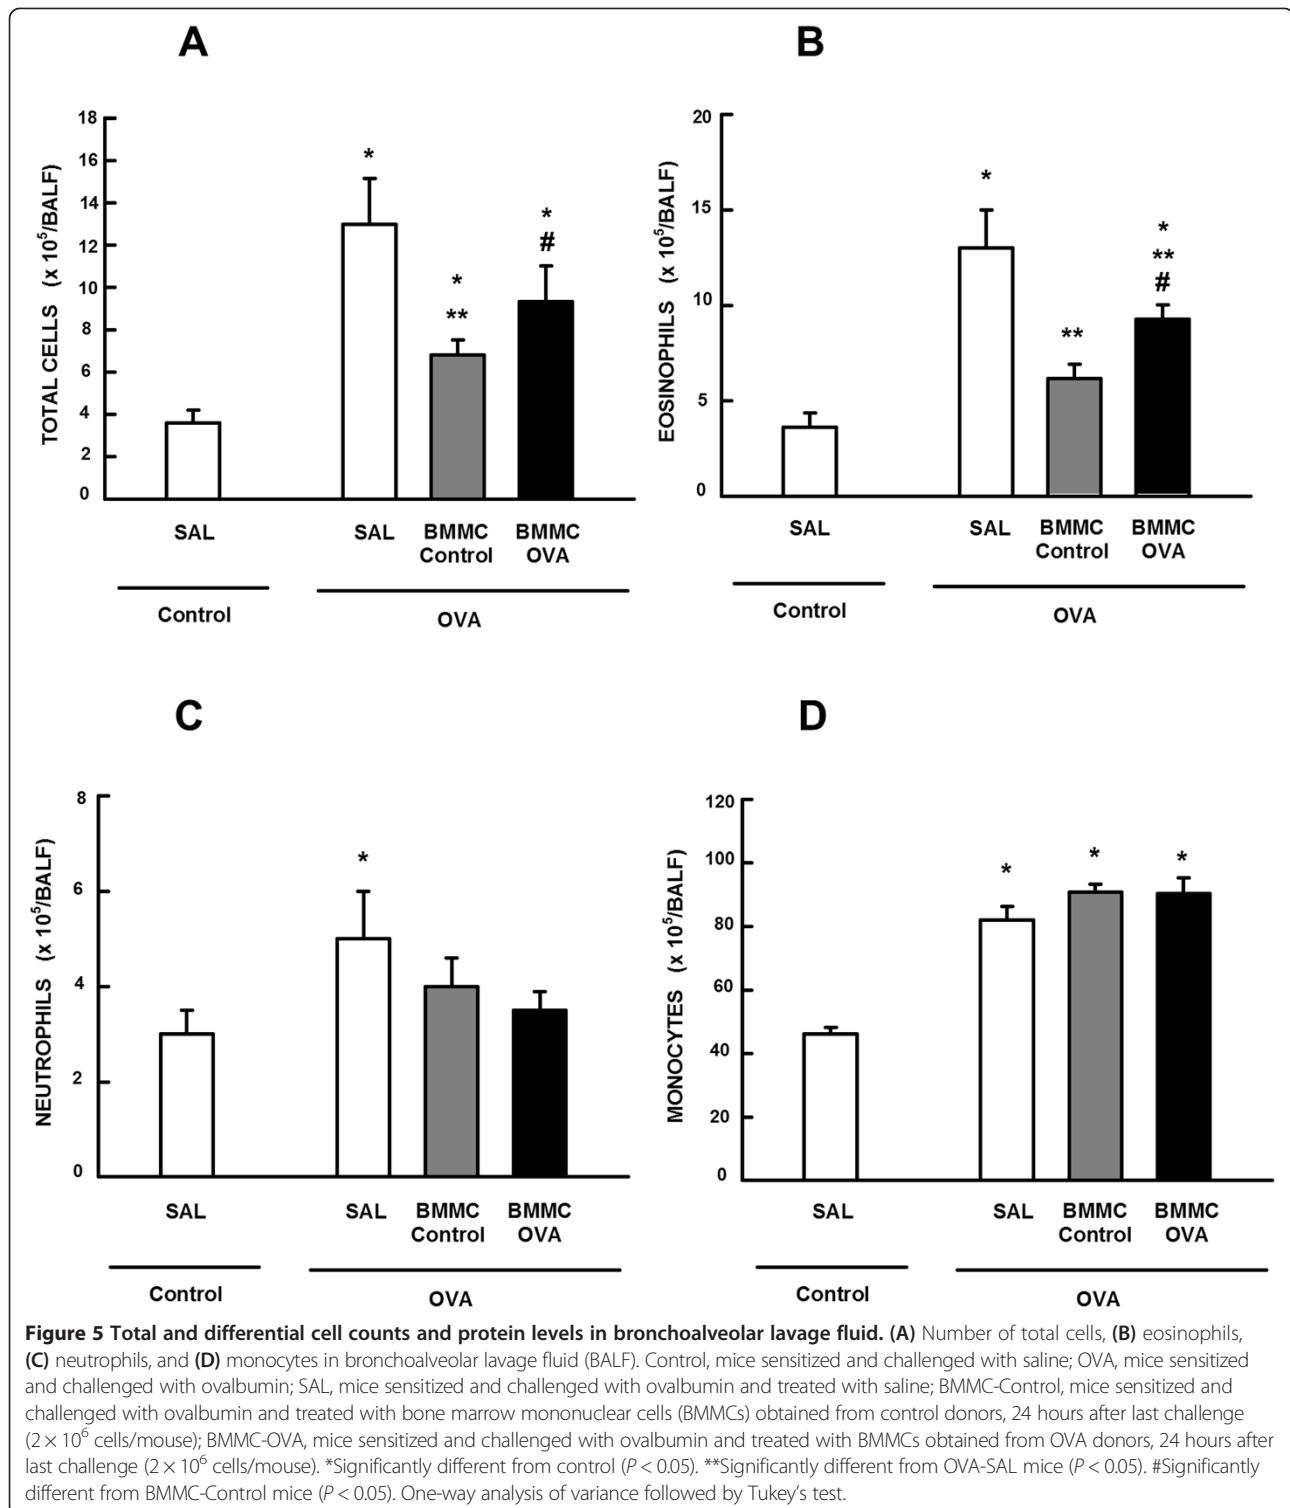 A
TOTAL CELLS (x 10⁵/BALF)
18
16
14
12
10
8
6
4
2
0
*
*
**
*
#
SAL
SAL
BMMC
Control
BMMC
OVA
Control
OVA
B
EOSINOPHILS (x 10⁵/BALF)
20
15
10
5
0
*
**
*
**
#
SAL
SAL
BMMC
Control
BMMC
OVA
Control
OVA
C
NEUTROPHILS (x 10⁵/BALF)
8
6
4
2
0
*
SAL
SAL
BMMC
Control
BMMC
OVA
Control
OVA
D
MONOCYTES (x 10⁵/BALF)
120
100
80
60
40
20
0
*
*
*
SAL
SAL
BMMC
Control
BMMC
OVA
Control
OVA
Figure 5 Total and differential cell counts and protein levels in bronchoalveolar lavage fluid. (A) Number of total cells, (B) eosinophils,
(C) neutrophils, and (D) monocytes in bronchoalveolar lavage fluid (BALF). Control, mice sensitized and challenged with saline; OVA, mice sensitized
and challenged with ovalbumin; SAL, mice sensitized and challenged with ovalbumin and treated with saline; BMMC-Control, mice sensitized and
challenged with ovalbumin and treated with bone marrow mononuclear cells (BMMCs) obtained from control donors, 24 hours after last challenge
(2 × 10⁶ cells/mouse); BMMC-OVA, mice sensitized and challenged with ovalbumin and treated with BMMCs obtained from OVA donors, 24 hours after
last challenge (2 × 10⁶ cells/mouse). *Significantly different from control (P < 0.05). **Significantly different from OVA-SAL mice (P < 0.05). #Significantly
different from BMMC-Control mice (P < 0.05). One-way analysis of variance followed by Tukey's test.